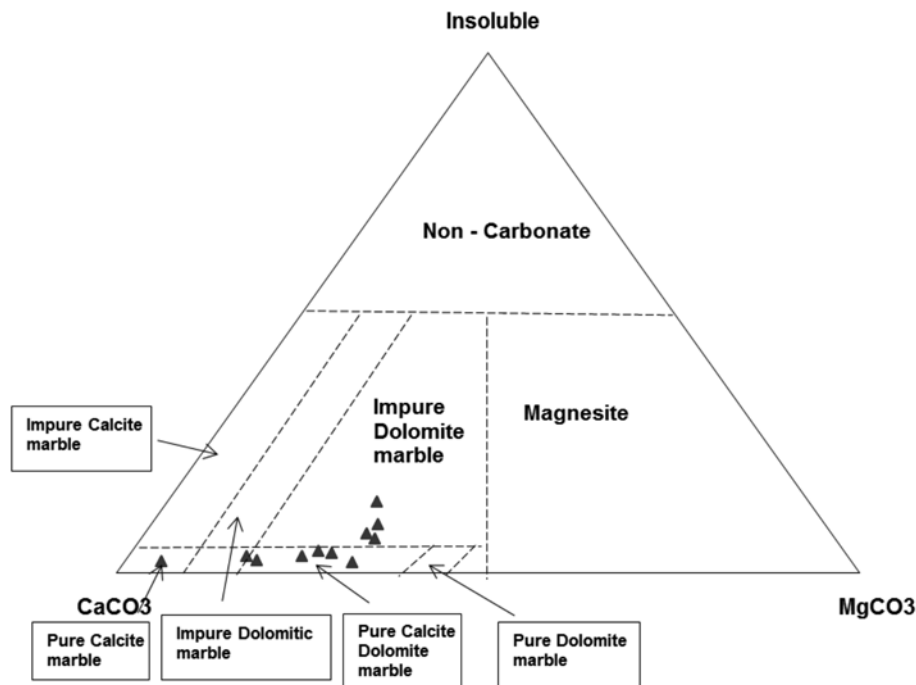 Insoluble
Non - Carbonate
Impure
Dolomite
marble
Magnesite
Impure Calcite
marble
CaCO3
MgCO3
Pure Calcite
marble
Impure Dolomitic
marble
Pure Calcite
Dolomite
marble
Pure Dolomite
marble